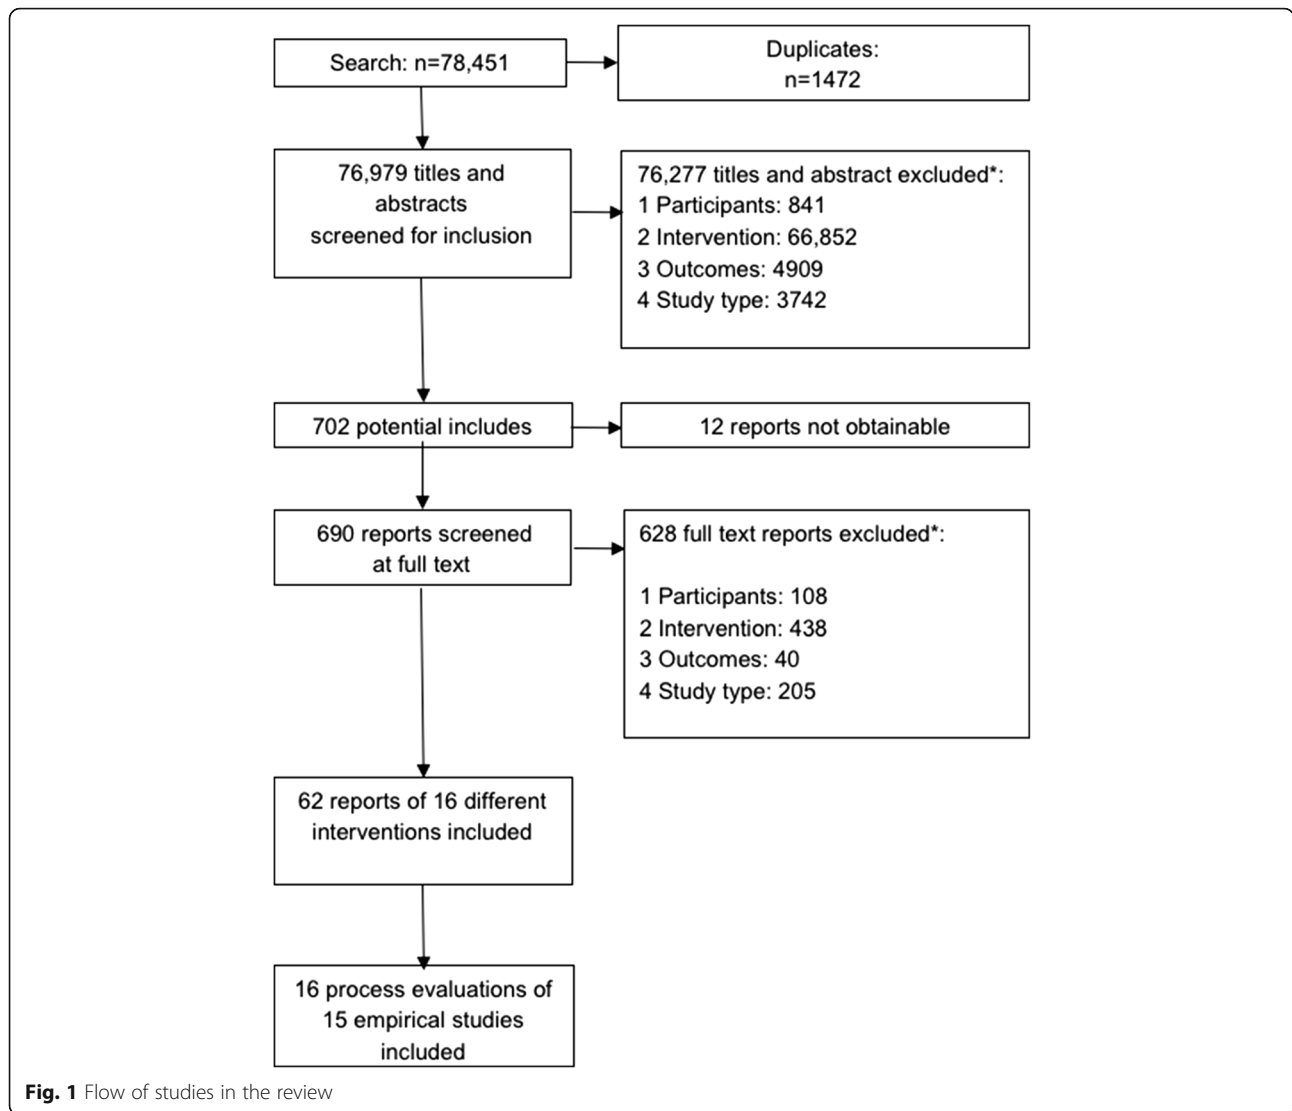 Search: n=78,451
Duplicates:
n=1472
76,979 titles and
abstracts
screened for inclusion
76,277 titles and abstract excluded*:
1 Participants: 841
2 Intervention: 66,852
3 Outcomes: 4909
4 Study type: 3742
702 potential includes
12 reports not obtainable
690 reports screened
at full text
628 full text reports excluded*:
1 Participants: 108
2 Intervention: 438
3 Outcomes: 40
4 Study type: 205
62 reports of 16 different
interventions included
16 process evaluations of
15 empirical studies
included
Fig. 1 Flow of studies in the review